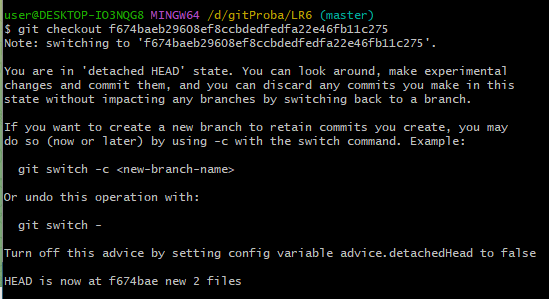 user@DESKTOP-IO3NQG8 MINGW64 /d/gitProba/LR6 (master)
$ git checkout f674baeb29608ef8ccbdedfedfa22e46fb11c275
Note: switching to 'f674baeb29608ef8ccbdedfedfa22e46fb11c275'.
You are in 'detached HEAD' state. You can look around, make experimental
changes and commit them, and you can discard any commits you make in this
state without impacting any branches by switching back to a branch.
If you want to create a new branch to retain commits you create, you may
do so (now or later) by using -c with the switch command. Example:
git switch -c <new-branch-name>
Or undo this operation with:
git switch -
Turn off this advice by setting config variable advice.detachedHead to false
HEAD is now at f674bae new 2 files